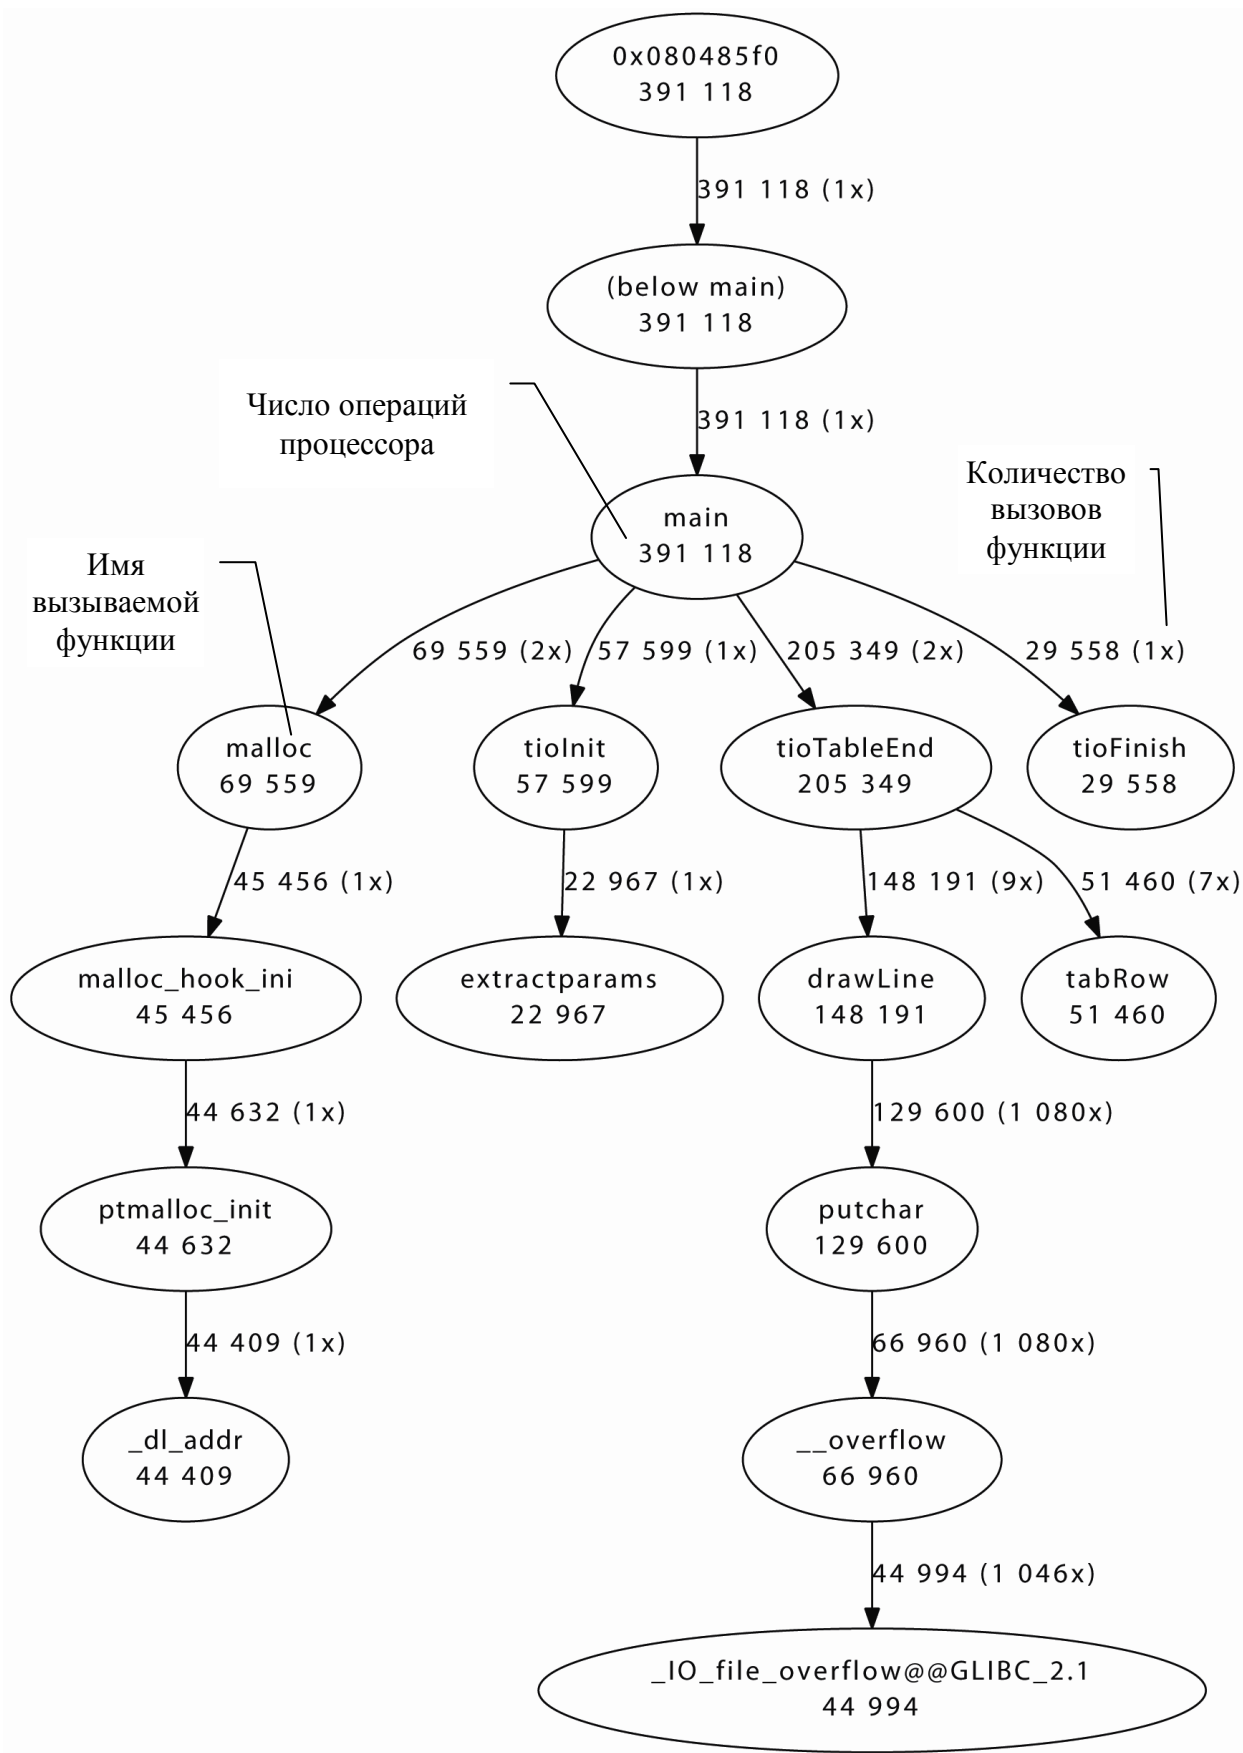 0x080485f0
391 118
391 118 (1x)
(below main)
391 118
391 118 (1x)
Число операций
процессора
Количество
вызовов
функции
main
391 118
Имя
вызываемой
функции
69 559 (2x)
57 599 (1x)
205 349 (2x)
29 558 (1x)
malloc
69 559
tioInit
57 599
tioTableEnd
205 349
tioFinish
29 558
45 456 (1x)
22 967 (1x)
148 191 (9x)
51 460 (7x)
malloc_hook_ini
45 456
extractparams
22 967
drawLine
148 191
tabRow
51 460
44 632 (1x)
129 600 (1 080x)
ptmalloc_init
44 632
putchar
129 600
44 409 (1x)
66 960 (1 080x)
_dl_addr
44 409
__overflow
66 960
44 994 (1 046x)
_IO_file_overflow@@GLIBC_2.1
44 994